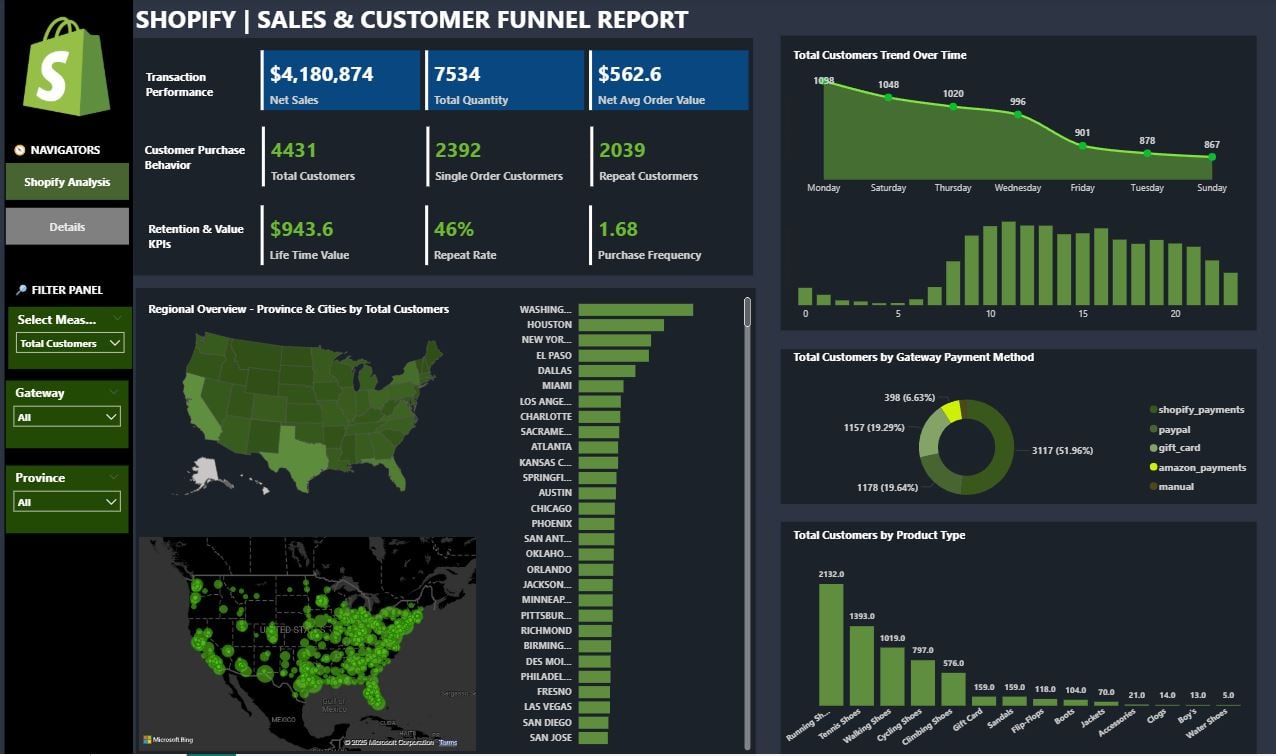 SHOPIFY | SALES & CUSTOMER FUNNEL REPORT
NAVIGATORS
Shopify Analysis
Details
FILTER PANEL
Select Meas...
Total Customers
Gateway
All
Province
All
Transaction
Performance
$4,180,874
Net Sales
7534
Total Quantity
$562.6
Net Avg Order Value
Customer Purchase
Behavior
4431
Total Customers
2392
Single Order Customers
2039
Repeat Custormers
Retention & Value
KPIs
$943.6
Life Time Value
46%
Repeat Rate
1.68
Purchase Frequency
Regional Overview - Province & Cities by Total Customers
WASHING...
HOUSTON
NEW YOR...
EL PASO
DALLAS
MIAMI
LOS ANGE...
CHARLOTTE
SACRAME...
ATLANTA
KANSAS C...
SPRINGFI...
AUSTIN
CHICAGO
PHOENIX
SAN ANT...
OKLAHO...
ORLANDO
JACKSON...
MINNEAP...
PITTSBUR...
RICHMOND
BIRMING...
DES MOI...
PHILADEL...
FRESNO
LAS VEGAS
SAN DIEGO
SAN JOSE
UNITED STATES
Gulf of
Mexico
MEXICO
CUBA
Sargasso Se
Microsoft Bing
© 2025 Microsoft Corporation Terms
Total Customers Trend Over Time
1098
1048
1020
996
901
878
867
Monday Saturday Thursday Wednesday Friday Tuesday Sunday
0 5 10 15 20
Total Customers by Gateway Payment Method
398 (6.63%)
1157 (19.29%)
1178 (19.64%)
3117 (51.96%)
shopify_payments
paypal
gift_card
amazon_payments
manual
Total Customers by Product Type
2132.0
1393.0
1019.0
797.0
576.0
159.0
159.0
118.0
104.0
70.0
21.0
14.0
13.0
5.0
Running Sh...
Tennis Shoes
Walking Shoes
Cycling Shoes
Climbing Shoes
Gift Card
Sandals
Flip-Flops
Boots
Jackets
Accessories
Clogs
Boy's
Water Shoes